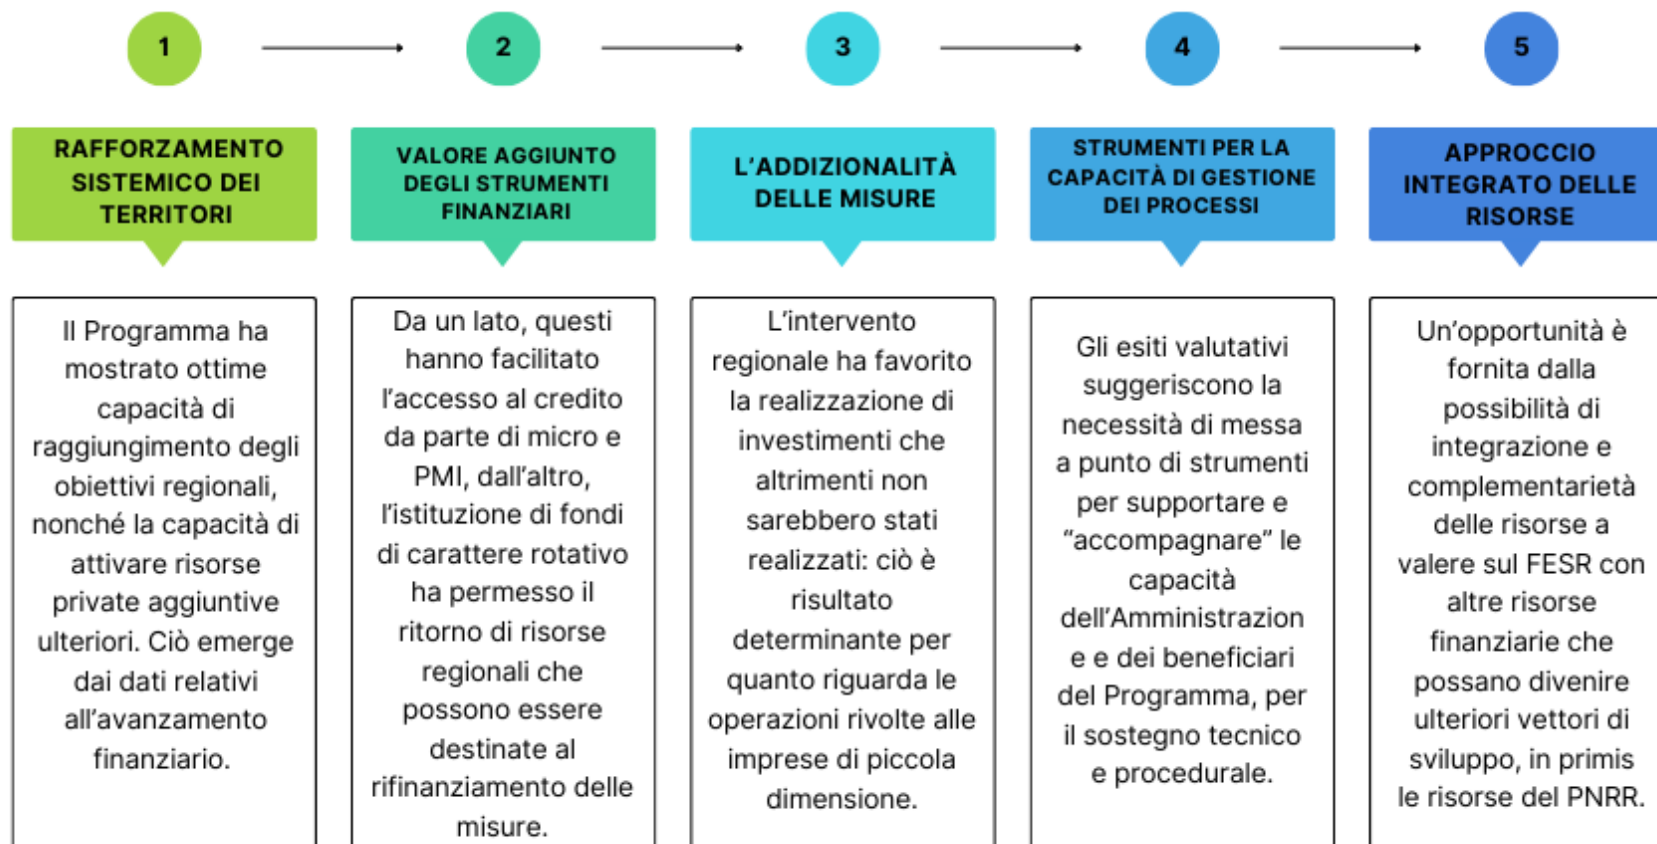 1
2
3
4
5
RAFFORZAMENTO
SISTEMICO DEI
TERRITORI
VALORE AGGIUNTO
DEGLI STRUMENTI
FINANZIARI
L'ADDIZIONALITÀ
DELLE MISURE
STRUMENTI PER LA
CAPACITÀ DI GESTIONE
DEI PROCESSI
APPROCCIO
INTEGRATO DELLE
RISORSE
Il Programma ha
mostrato ottime
capacità di
raggiungimento degli
obiettivi regionali,
nonché la capacità di
attivare risorse
private aggiuntive
ulteriori. Ciò emerge
dai dati relativi
all'avanzamento
finanziario.
Da un lato, questi
hanno facilitato
l'accesso al credito
da parte di micro e
PMI, dall'altro,
l'istituzione di fondi
di carattere rotativo
ha permesso il
ritorno di risorse
regionali che
possono essere
destinate al
rifinanziamento delle
misure.
L'intervento
regionale ha favorito
la realizzazione di
investimenti che
altrimenti non
sarebbero stati
realizzati: ciò è
risultato
determinante per
quanto riguarda le
operazioni rivolte alle
imprese di piccola
dimensione.
Gli esiti valutativi
suggeriscono la
necessità di messa
a punto di strumenti
per supportare e
“accompagnare” le
capacità
dell'Amministrazion
e e dei beneficiari
del Programma, per
il sostegno tecnico
e procedurale.
Un'opportunità è
fornita dalla
possibilità di
integrazione e
complementarietà
delle risorse a
valere sul FESR con
altre risorse
finanziarie che
possano divenire
ulteriori vettori di
sviluppo, in primis
le risorse del PNRR.